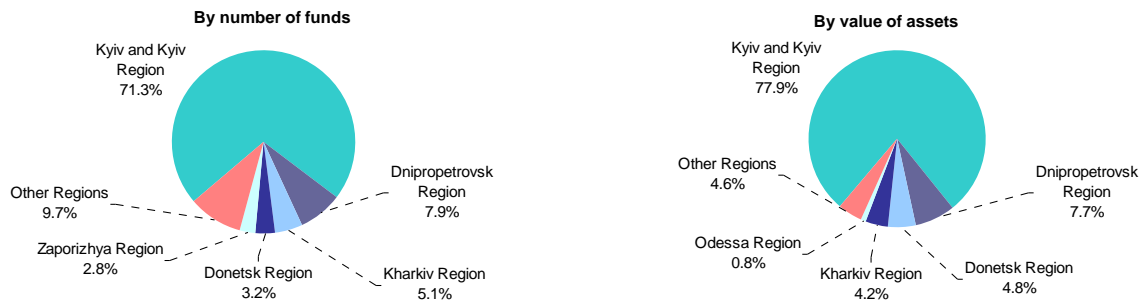 By number of funds
Kyiv and Kyiv
Region
71.3%
Dnipropetrovsk
Region
7.9%
Other Regions
9.7%
Zaporizhya Region
2.8%
Donetsk Region
3.2%
Kharkiv Region
5.1%
By value of assets
Kyiv and Kyiv
Region
77.9%
Other Regions
4.6%
Dnipropetrovsk
Region
7.7%
Odessa Region
0.8%
Kharkiv Region
4.2%
Donetsk Region
4.8%